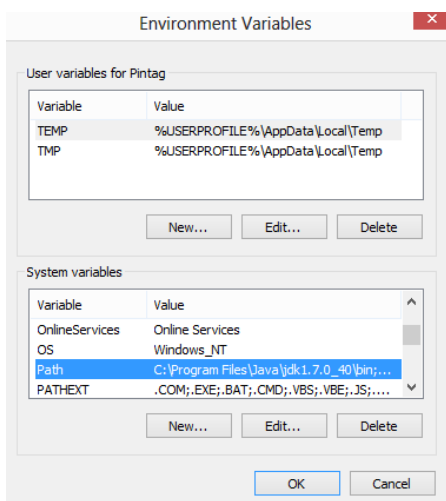 Environment Variables
User variables for Pintag
Variable Value
TEMP %USERPROFILE%\AppData\Local\Temp
TMP %USERPROFILE%\AppData\Local\Temp
New... Edit... Delete
System variables
Variable Value
OnlineServices Online Services
OS Windows_NT
Path C:\Program Files\Java\jdk1.7.0_40\bin;...
PATHEXT .COM;.EXE;.BAT;.CMD;.VBS;.VBE;.JS;....
New... Edit... Delete
OK Cancel